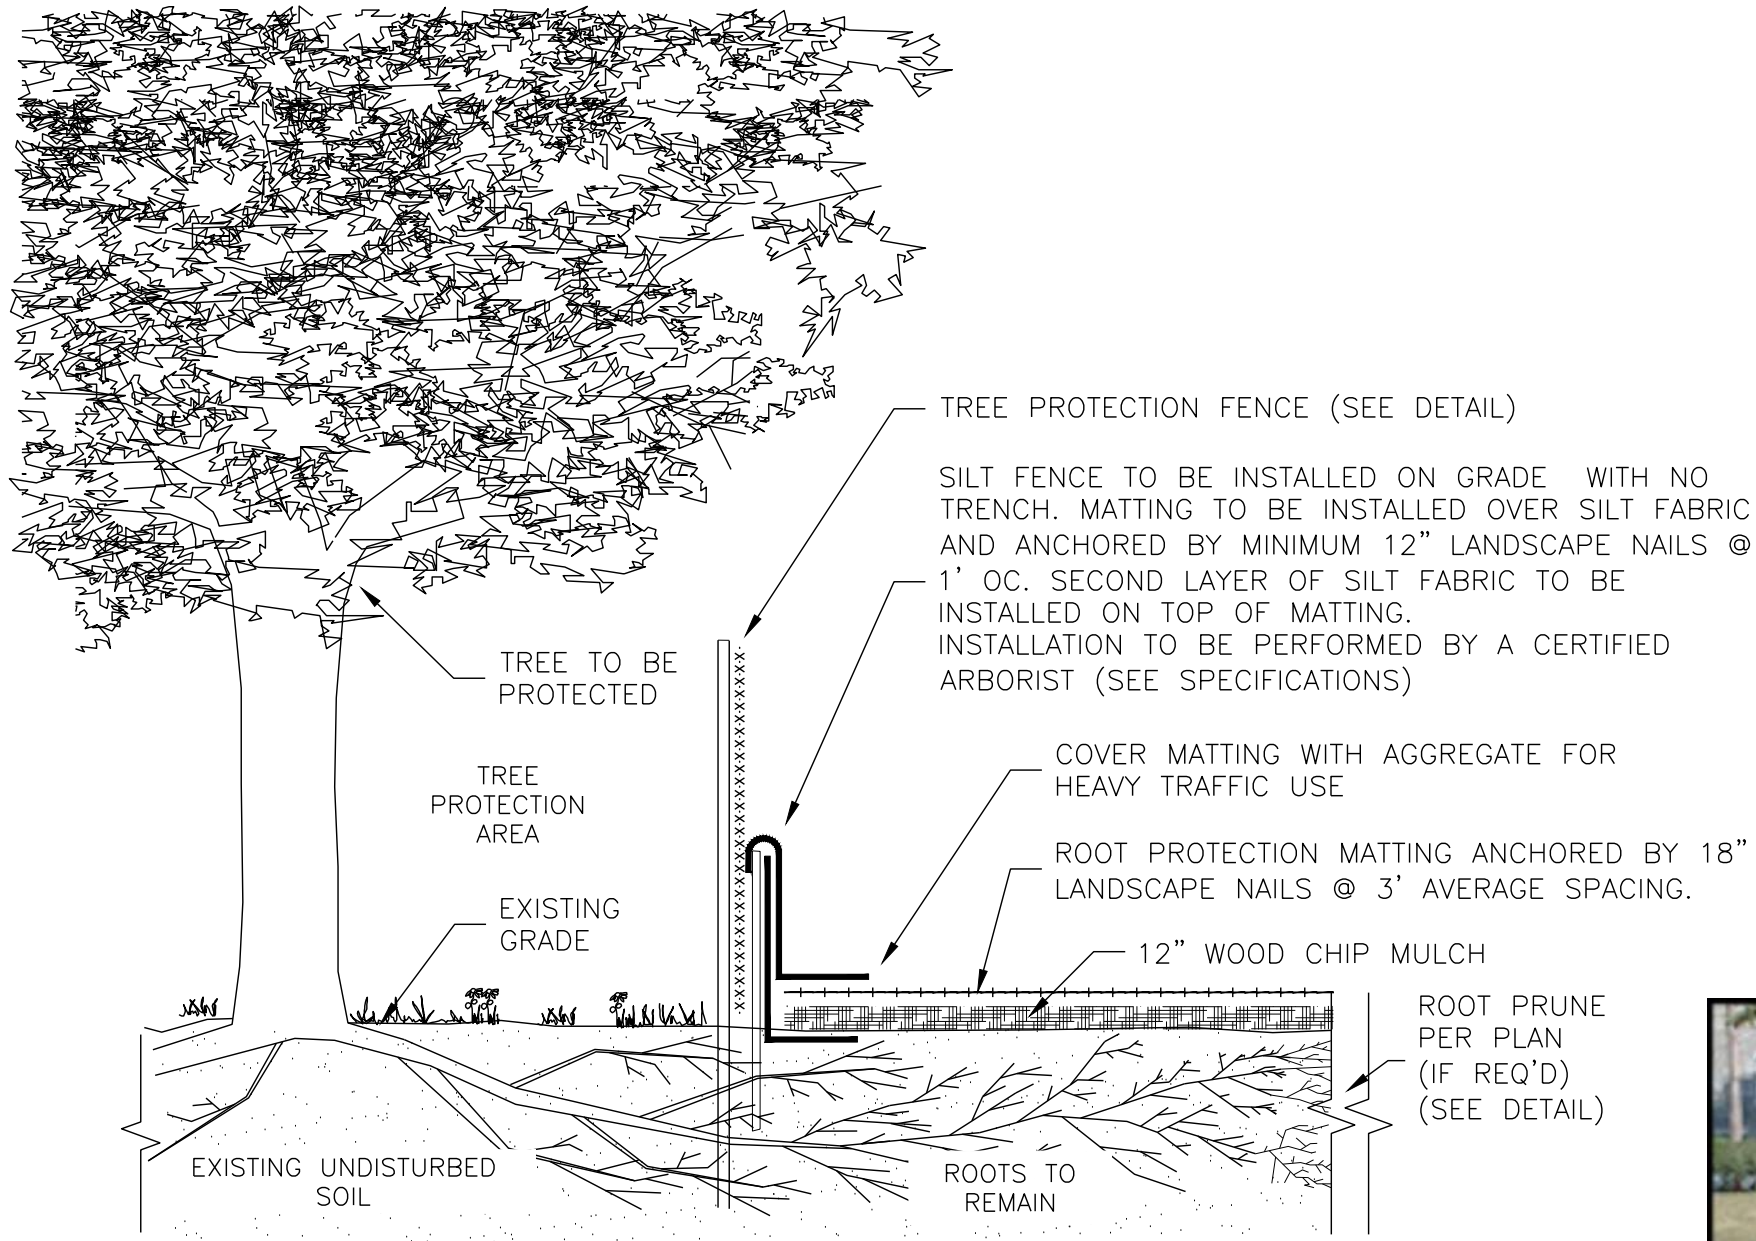 TREE PROTECTION FENCE (SEE DETAIL)
SILT FENCE TO BE INSTALLED ON GRADE WITH NO
TRENCH. MATTING TO BE INSTALLED OVER SILT FABRIC
AND ANCHORED BY MINIMUM 12” LANDSCAPE NAILS @
1’ OC. SECOND LAYER OF SILT FABRIC TO BE
INSTALLED ON TOP OF MATTING.
INSTALLATION TO BE PERFORMED BY A CERTIFIED
ARBORIST (SEE SPECIFICATIONS)
TREE TO BE
PROTECTED
TREE
PROTECTION
AREA
COVER MATTING WITH AGGREGATE FOR
HEAVY TRAFFIC USE
ROOT PROTECTION MATTING ANCHORED BY 18”
LANDSCAPE NAILS @ 3’ AVERAGE SPACING.
EXISTING
GRADE
12” WOOD CHIP MULCH
ROOT PRUNE
PER PLAN
(IF REQ’D)
(SEE DETAIL)
EXISTING UNDISTURBED
SOIL
ROOTS TO
REMAIN